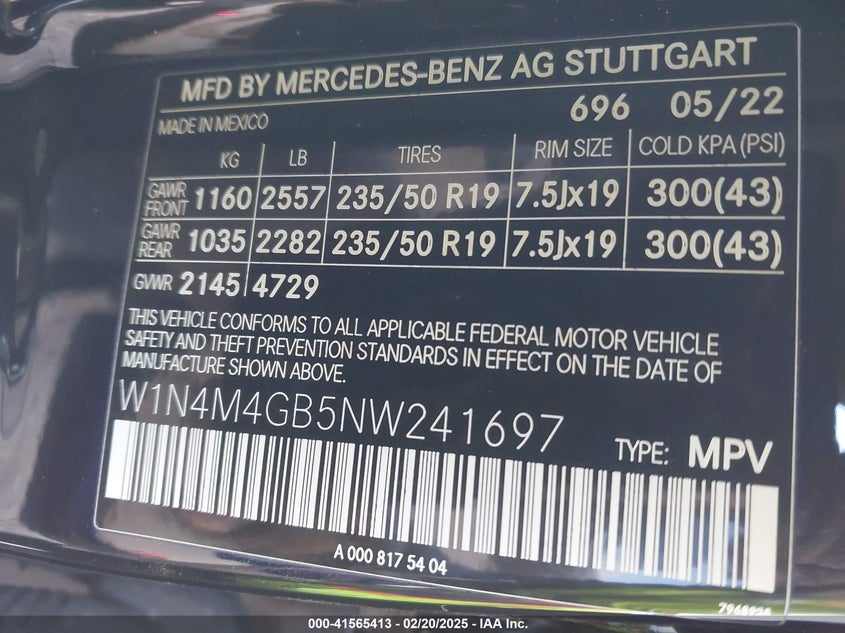 MFD BY MERCEDES-BENZ AG STUTTGART
MADE IN MEXICO 696 05/22
KG LB TIRES RIM SIZE COLD KPA (PSI)
GAWR FRONT 1160 2557 235/50 R19 7.5Jx19 300(43)
GAWR REAR 1035 2282 235/50 R19 7.5Jx19 300(43)
GVWR 2145 4729
THIS VEHICLE CONFORMS TO ALL APPLICABLE FEDERAL MOTOR VEHICLE
SAFETY AND THEFT PREVENTION STANDARDS IN EFFECT ON THE DATE OF
MANUFACTURE SHOWN ABOVE.
W1N4M4GB5NW241697
TYPE: MPV
A 000 817 54 04
000-41565413 - 02/20/2025 - IAA Inc.